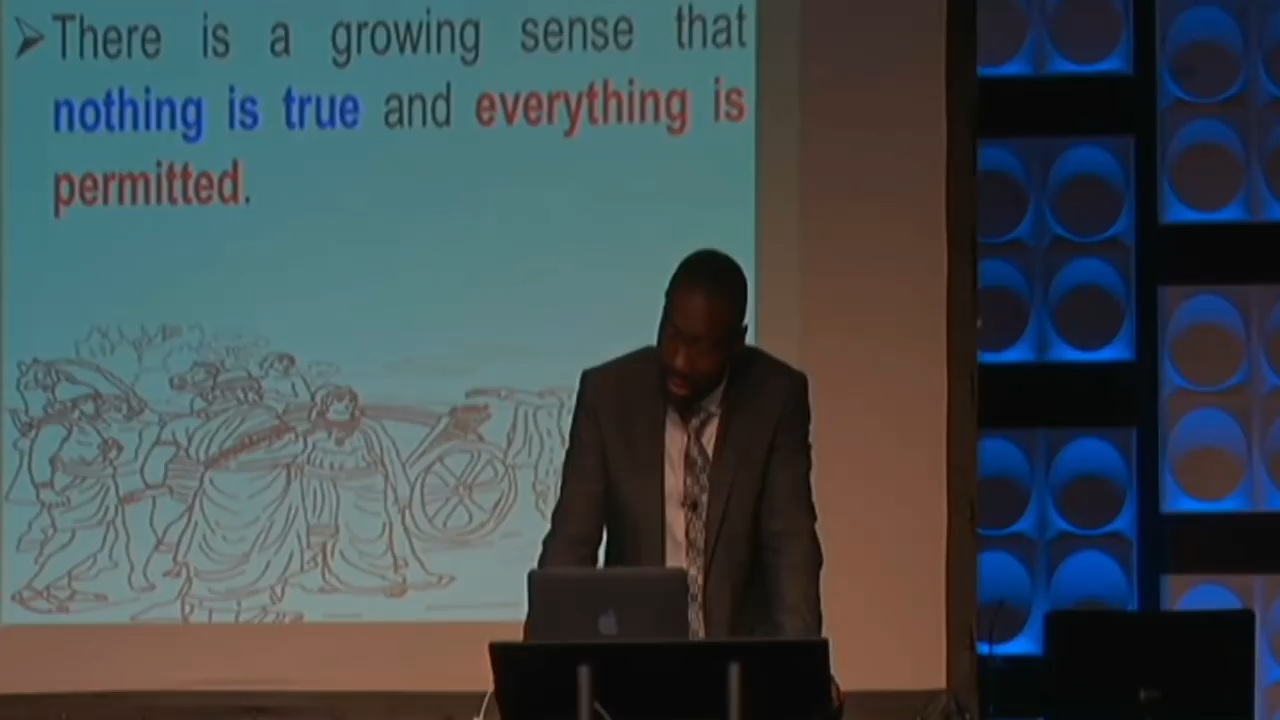 There is a growing sense that
nothing is true and everything is
permitted.